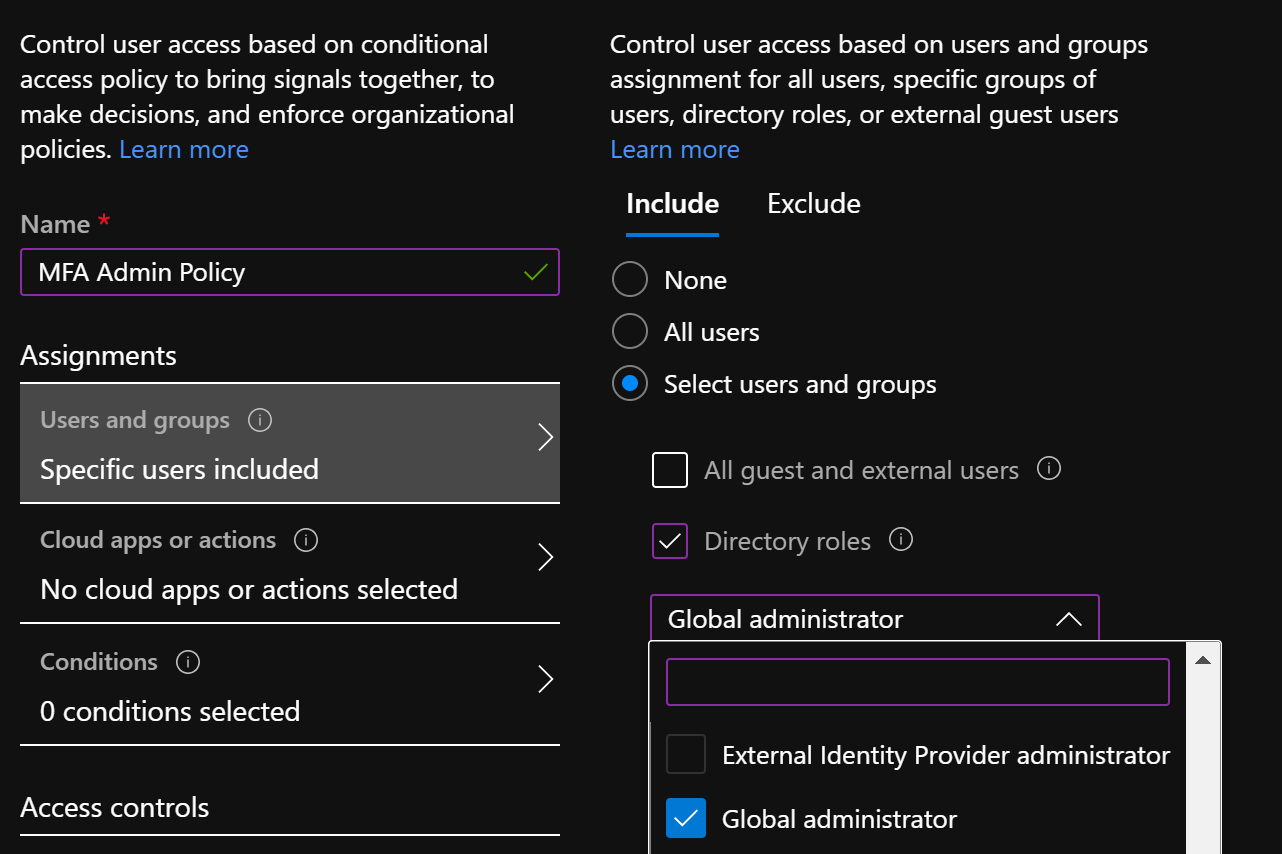 Control user access based on conditional
access policy to bring signals together, to
make decisions, and enforce organizational
policies. Learn more
Name *
MFA Admin Policy
Assignments
Users and groups
Specific users included
Cloud apps or actions
No cloud apps or actions selected
Conditions
0 conditions selected
Access controls
Control user access based on users and groups
assignment for all users, specific groups of
users, directory roles, or external guest users
Learn more
Include Exclude
None
All users
Select users and groups
All guest and external users
Directory roles
Global administrator
External Identity Provider administrator
Global administrator